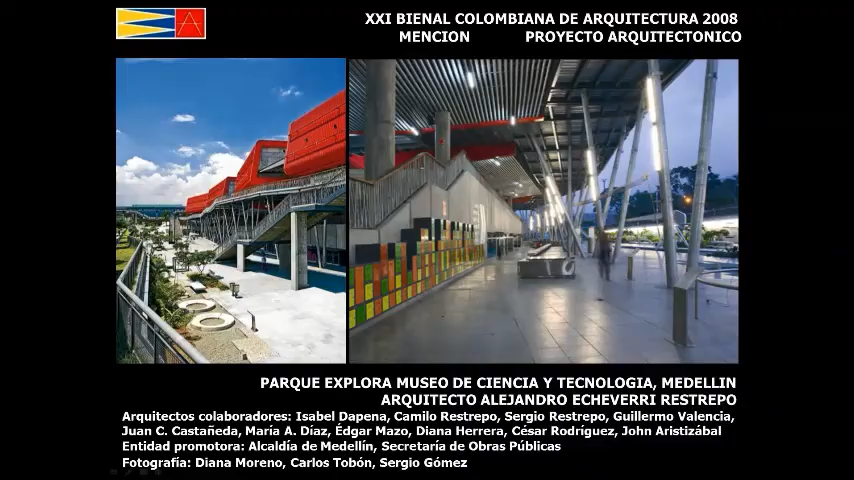 XXI BIENAL COLOMBIANA DE ARQUITECTURA 2008
MENCION PROYECTO ARQUITECTONICO
PARQUE EXPLORA MUSEO DE CIENCIA Y TECNOLOGIA, MEDELLIN
ARQUITECTO ALEJANDRO ECHEVERRI RESTREPO
Arquitectos colaboradores: Isabel Dapena, Camilo Restrepo, Sergio Restrepo, Guillermo Valencia,
Juan C. Castañeda, María A. Díaz, Édgar Mazo, Diana Herrera, César Rodríguez, John Aristizábal
Entidad promotora: Alcaldía de Medellín, Secretaría de Obras Públicas
Fotografía: Diana Moreno, Carlos Tobón, Sergio Gómez